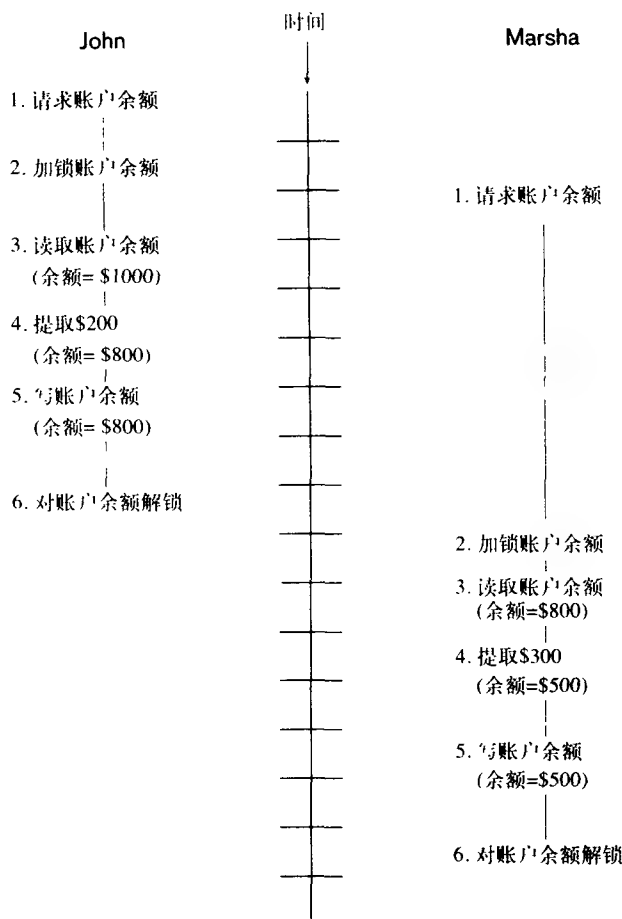 John
时间
Marsha
1. 请求账户余额
2. 加锁账户余额
3. 读取账户余额
(余额= $1000)
4. 提取$200
(余额= $800)
5. 写账户余额
(余额= $800)
6. 对账户余额解锁
1. 请求账户余额
2. 加锁账户余额
3. 读取账户余额
(余额=$800)
4. 提取$300
(余额=$500)
5. 写账户余额
(余额=$500)
6. 对账户余额解锁